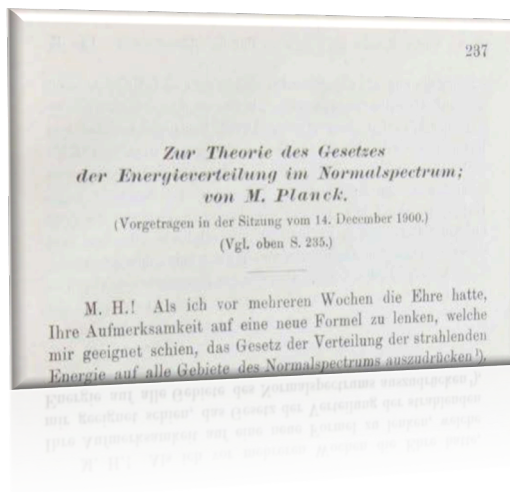 237
Zur Theorie des Gesetzes
der Energieverteilung im Normalspectrum;
von M. Planck.
(Vorgetragen in der Sitzung vom 14. December 1900.)
(Vgl. oben S. 235.)
M. H.! Als ich vor mehreren Wochen die Ehre hatte,
Ihre Aufmerksamkeit auf eine neue Formel zu lenken, welche
mir geeignet schien, das Gesetz der Verteilung der strahlenden
Energie auf alle Gebiete des Normalspectrums auszudrücken¹),